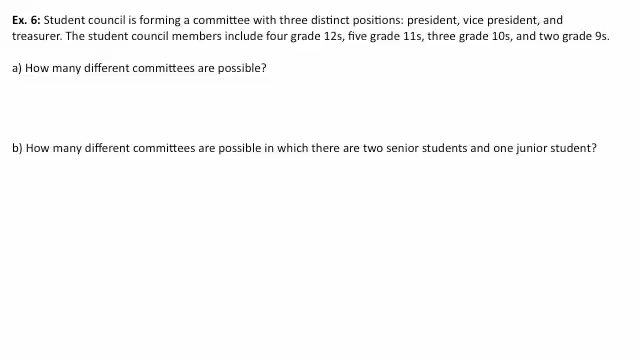 Ex. 6: Student council is forming a committee with three distinct positions: president, vice president, and
treasurer. The student council members include four grade 12s, five grade 11s, three grade 10s, and two grade 9s.
a) How many different committees are possible?
b) How many different committees are possible in which there are two senior students and one junior student?